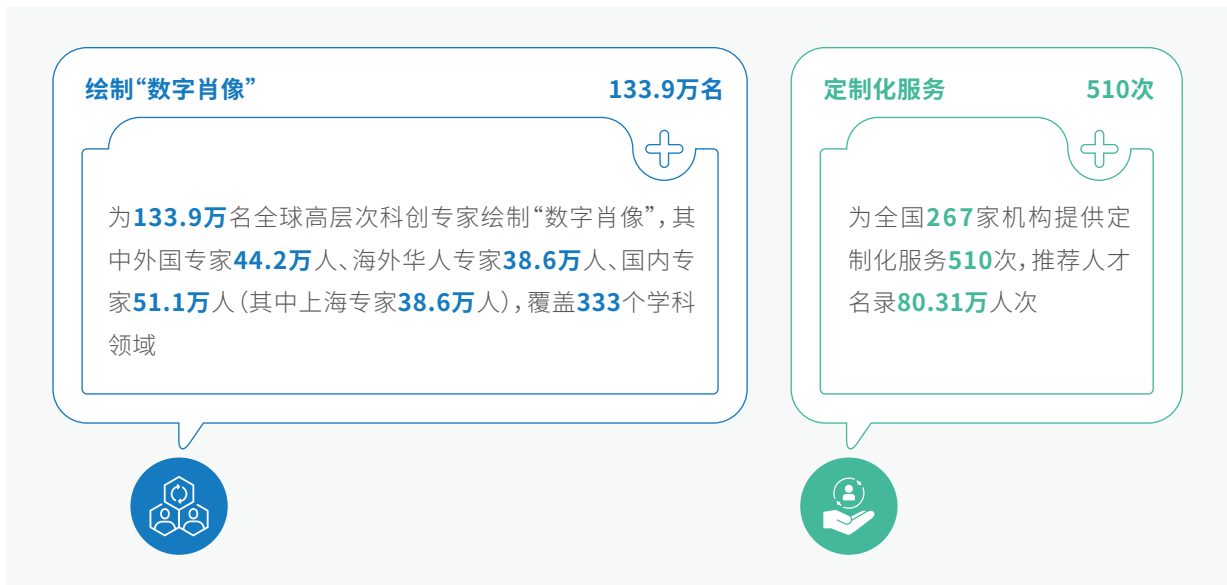 绘制“数字肖像”
133.9万名
为133.9万名全球高层次科创专家绘制“数字肖像”,其
中外国专家44.2万人、海外华人专家38.6万人、国内专
家51.1万人(其中上海专家38.6万人),覆盖333个学科
领域
定制化服务
510次
为全国267家机构提供定
制化服务510次,推荐人才
名录80.31万人次